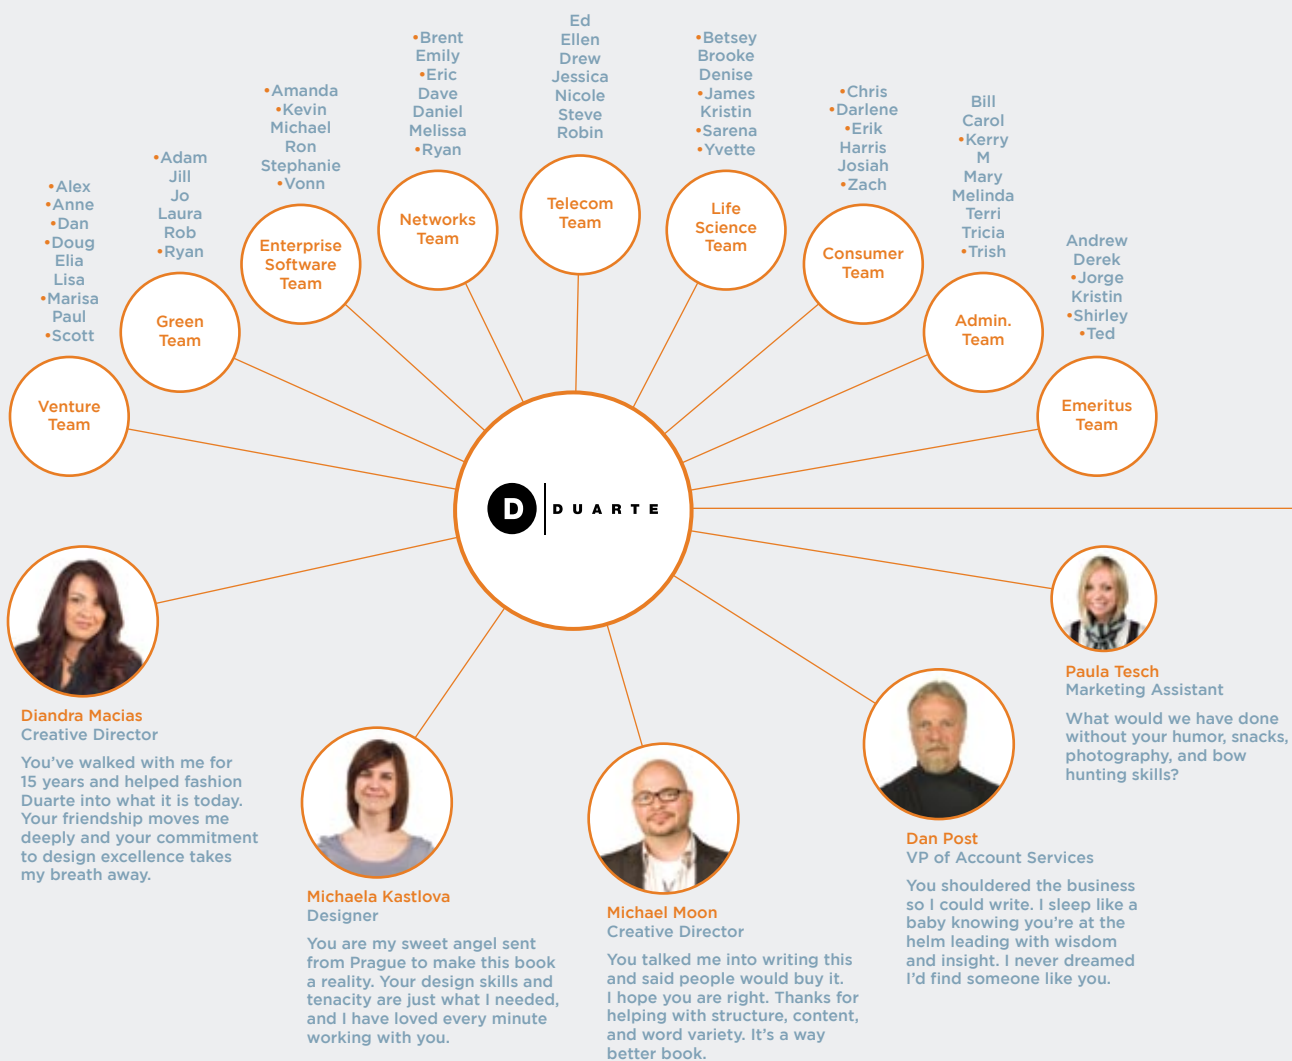 •Alex
•Anne
•Dan
•Doug
Elia
Lisa
•Marisa
Paul
•Scott
Venture
Team
•Adam
Jill
Jo
Laura
Rob
•Ryan
Green
Team
•Amanda
•Kevin
Michael
Ron
Stephanie
•Vonn
Enterprise
Software
Team
•Brent
Emily
•Eric
Dave
Daniel
Melissa
•Ryan
Networks
Team
Ed
Ellen
Drew
Jessica
Nicole
Steve
Robin
Telecom
Team
•Betsey
Brooke
Denise
•James
Kristin
•Sarena
•Yvette
Life
Science
Team
•Chris
•Darlene
•Erik
Harris
Josiah
•Zach
Consumer
Team
Bill
Carol
•Kerry
M
Mary
Melinda
Terri
Tricia
•Trish
Admin.
Team
Andrew
Derek
•Jorge
Kristin
•Shirley
•Ted
Emeritus
Team
D DUARTE
Diandra Macias
Creative Director
You've walked with me for
15 years and helped fashion
Duarte into what it is today.
Your friendship moves me
deeply and your commitment
to design excellence takes
my breath away.
Michaela Kastlova
Designer
You are my sweet angel sent
from Prague to make this book
a reality. Your design skills and
tenacity are just what I needed,
and I have loved every minute
working with you.
Michael Moon
Creative Director
You talked me into writing this
and said people would buy it.
I hope you are right. Thanks for
helping with structure, content,
and word variety. It's a way
better book.
Dan Post
VP of Account Services
You shouldered the business
so I could write. I sleep like a
baby knowing you're at the
helm leading with wisdom
and insight. I never dreamed
I'd find someone like you.
Paula Tesch
Marketing Assistant
What would we have done
without your humor, snacks,
photography, and bow
hunting skills?